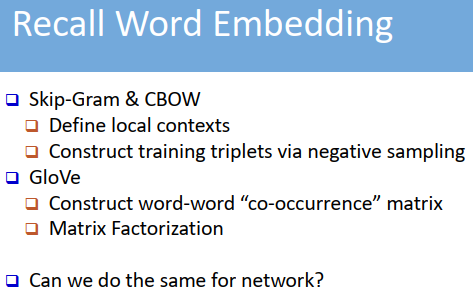 Recall Word Embedding
Skip-Gram & CBOW
Define local contexts
Construct training triplets via negative sampling
GloVe
Construct word-word “co-occurrence” matrix
Matrix Factorization
Can we do the same for network?